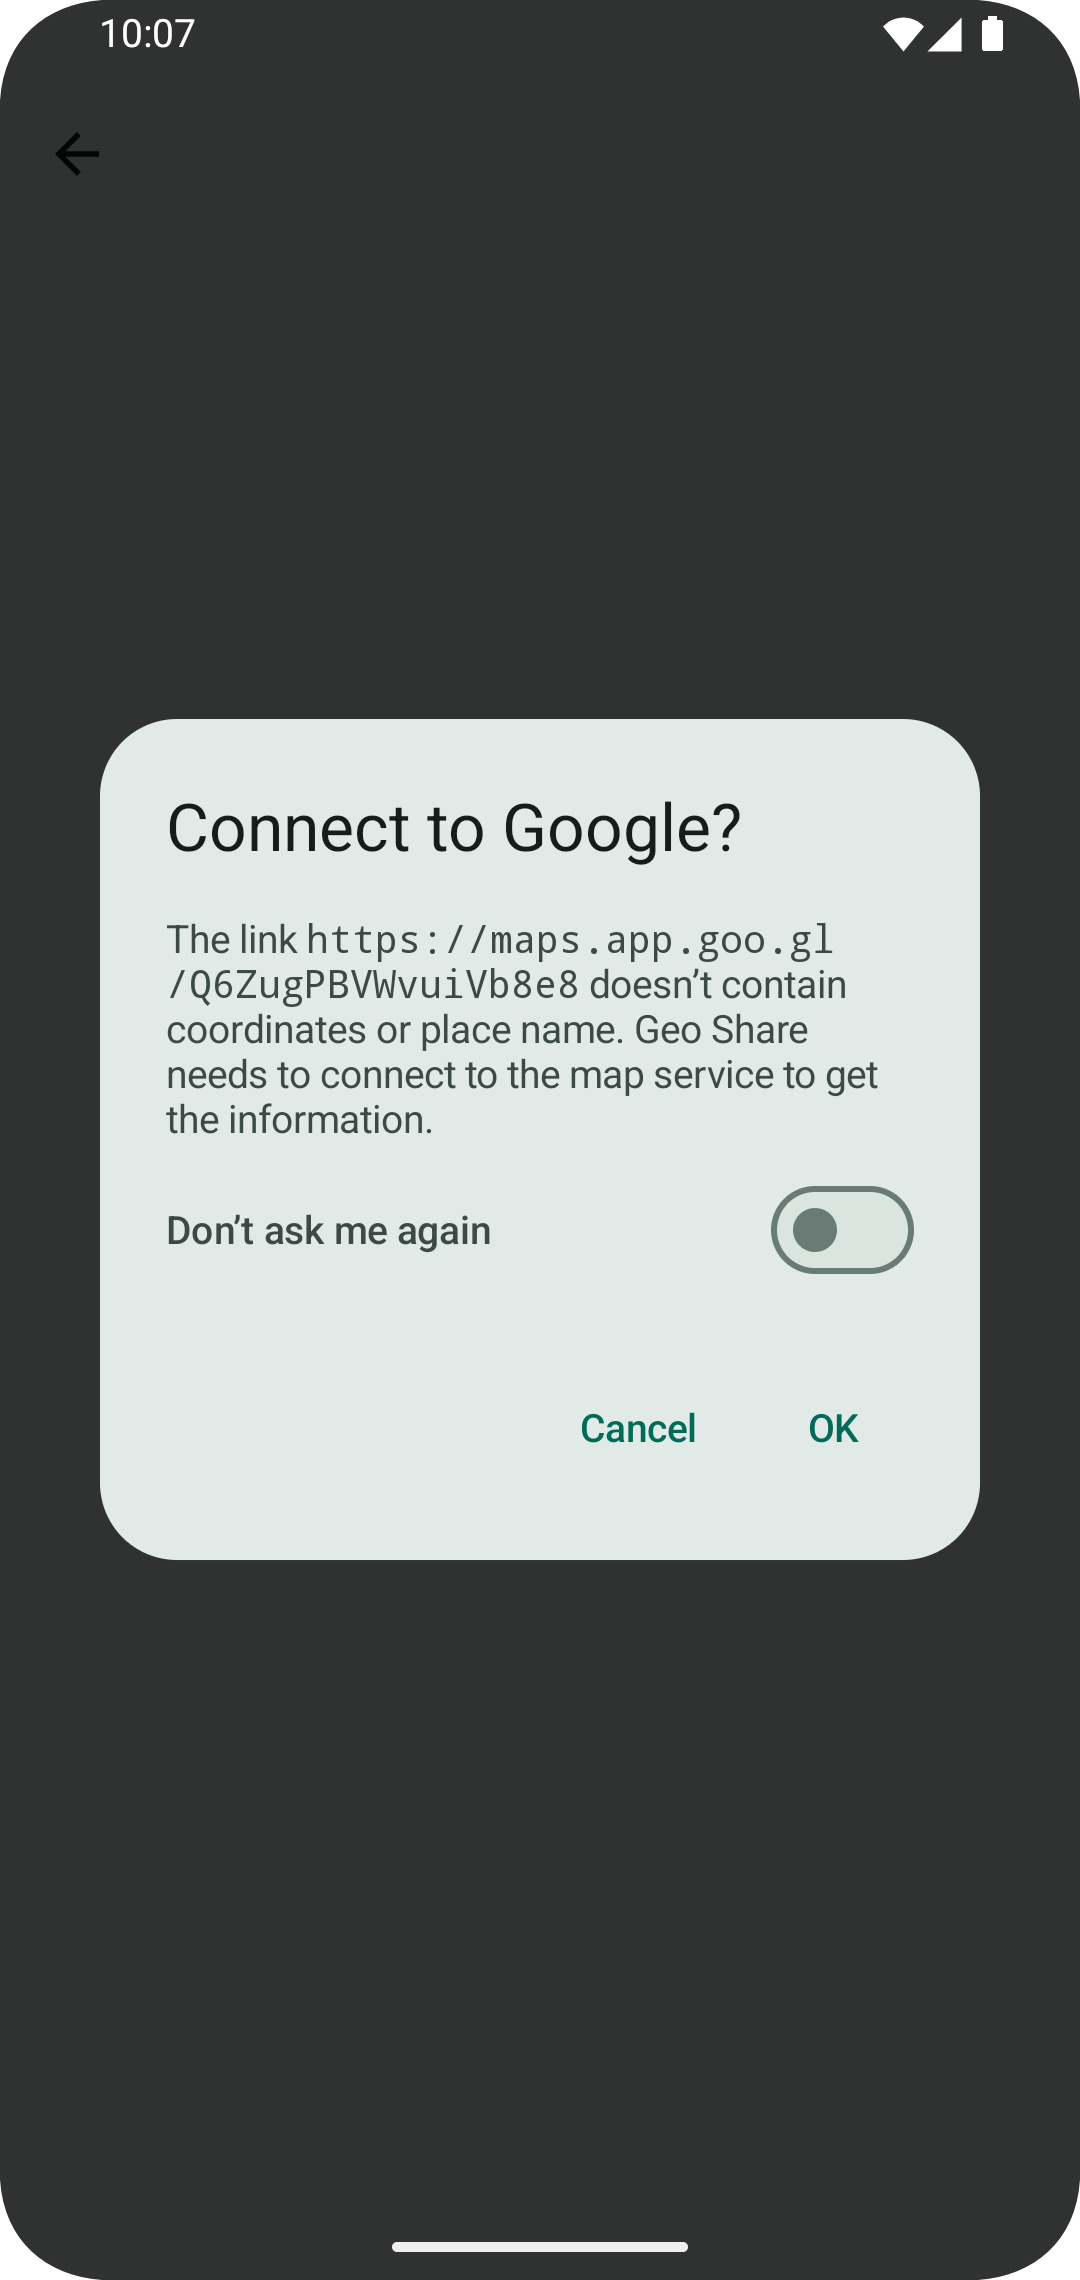 10:07
Connect to Google?
The link https://maps.app.goo.gl
/Q6ZugPBVWvuiVb8e8 doesn’t contain
coordinates or place name. Geo Share
needs to connect to the map service to get
the information.
Don’t ask me again
Cancel OK